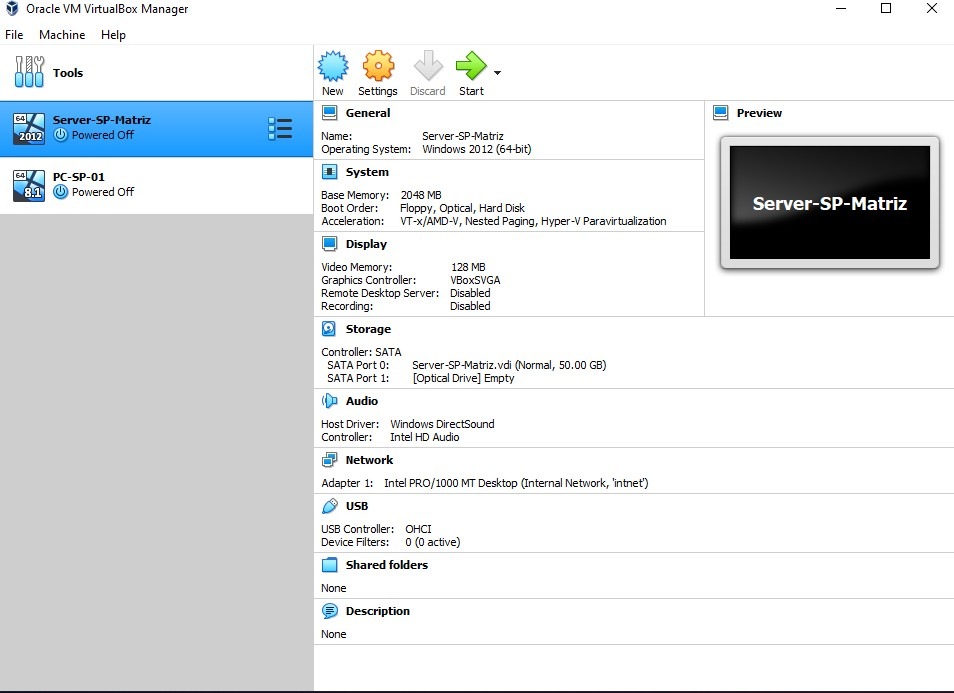 Oracle VM VirtualBox Manager
File Machine Help
Tools
New Settings Discard Start
64 2012 Server-SP-Matriz
Powered Off
64 8.1 PC-SP-01
Powered Off
General
Name: Server-SP-Matriz
Operating System: Windows 2012 (64-bit)
System
Base Memory: 2048 MB
Boot Order: Floppy, Optical, Hard Disk
Acceleration: VT-x/AMD-V, Nested Paging, Hyper-V Paravirtualization
Display
Video Memory: 128 MB
Graphics Controller: VBoxSVGA
Remote Desktop Server: Disabled
Recording: Disabled
Preview
Server-SP-Matriz
Storage
Controller: SATA
SATA Port 0: Server-SP-Matriz.vdi (Normal, 50.00 GB)
SATA Port 1: [Optical Drive] Empty
Audio
Host Driver: Windows DirectSound
Controller: Intel HD Audio
Network
Adapter 1: Intel PRO/1000 MT Desktop (Internal Network, 'intnet')
USB
USB Controller: OHCI
Device Filters: 0 (0 active)
Shared folders
None
Description
None